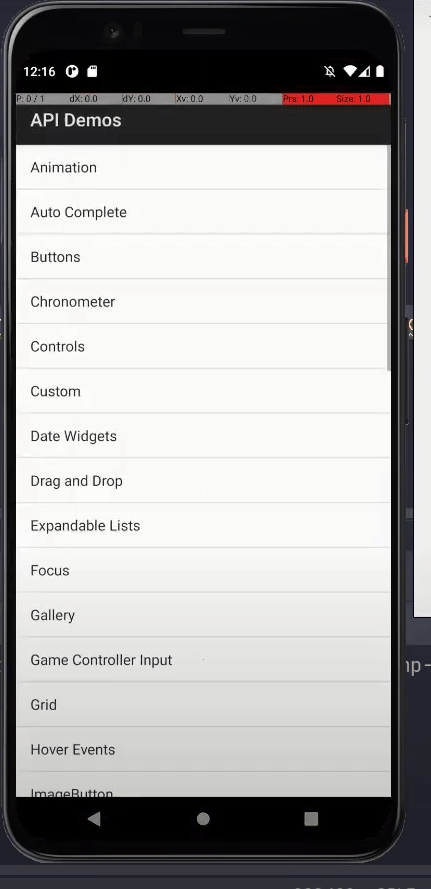 12:16
P: 0 / 1 dX: 0.0 dY: 0.0 Xv: 0.0 Yv: 0.0 Prs: 1.0 Size: 1.0
API Demos
Animation
Auto Complete
Buttons
Chronometer
Controls
Custom
Date Widgets
Drag and Drop
Expandable Lists
Focus
Gallery
Game Controller Input
Grid
Hover Events
ImageButton